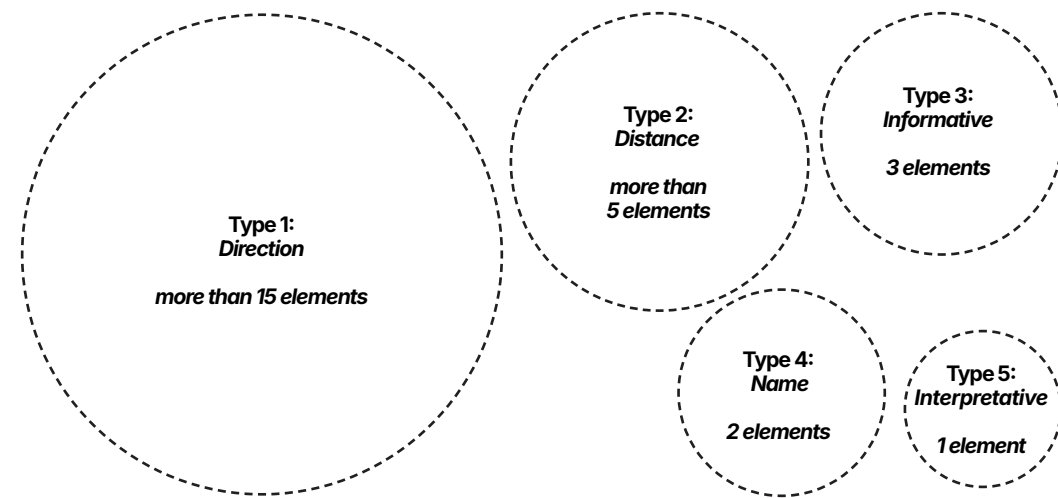 Type 1:
Direction
more than 15 elements
Type 2:
Distance
more than
5 elements
Type 3:
Informative
3 elements
Type 4:
Name
2 elements
Type 5:
Interpretative
1 element